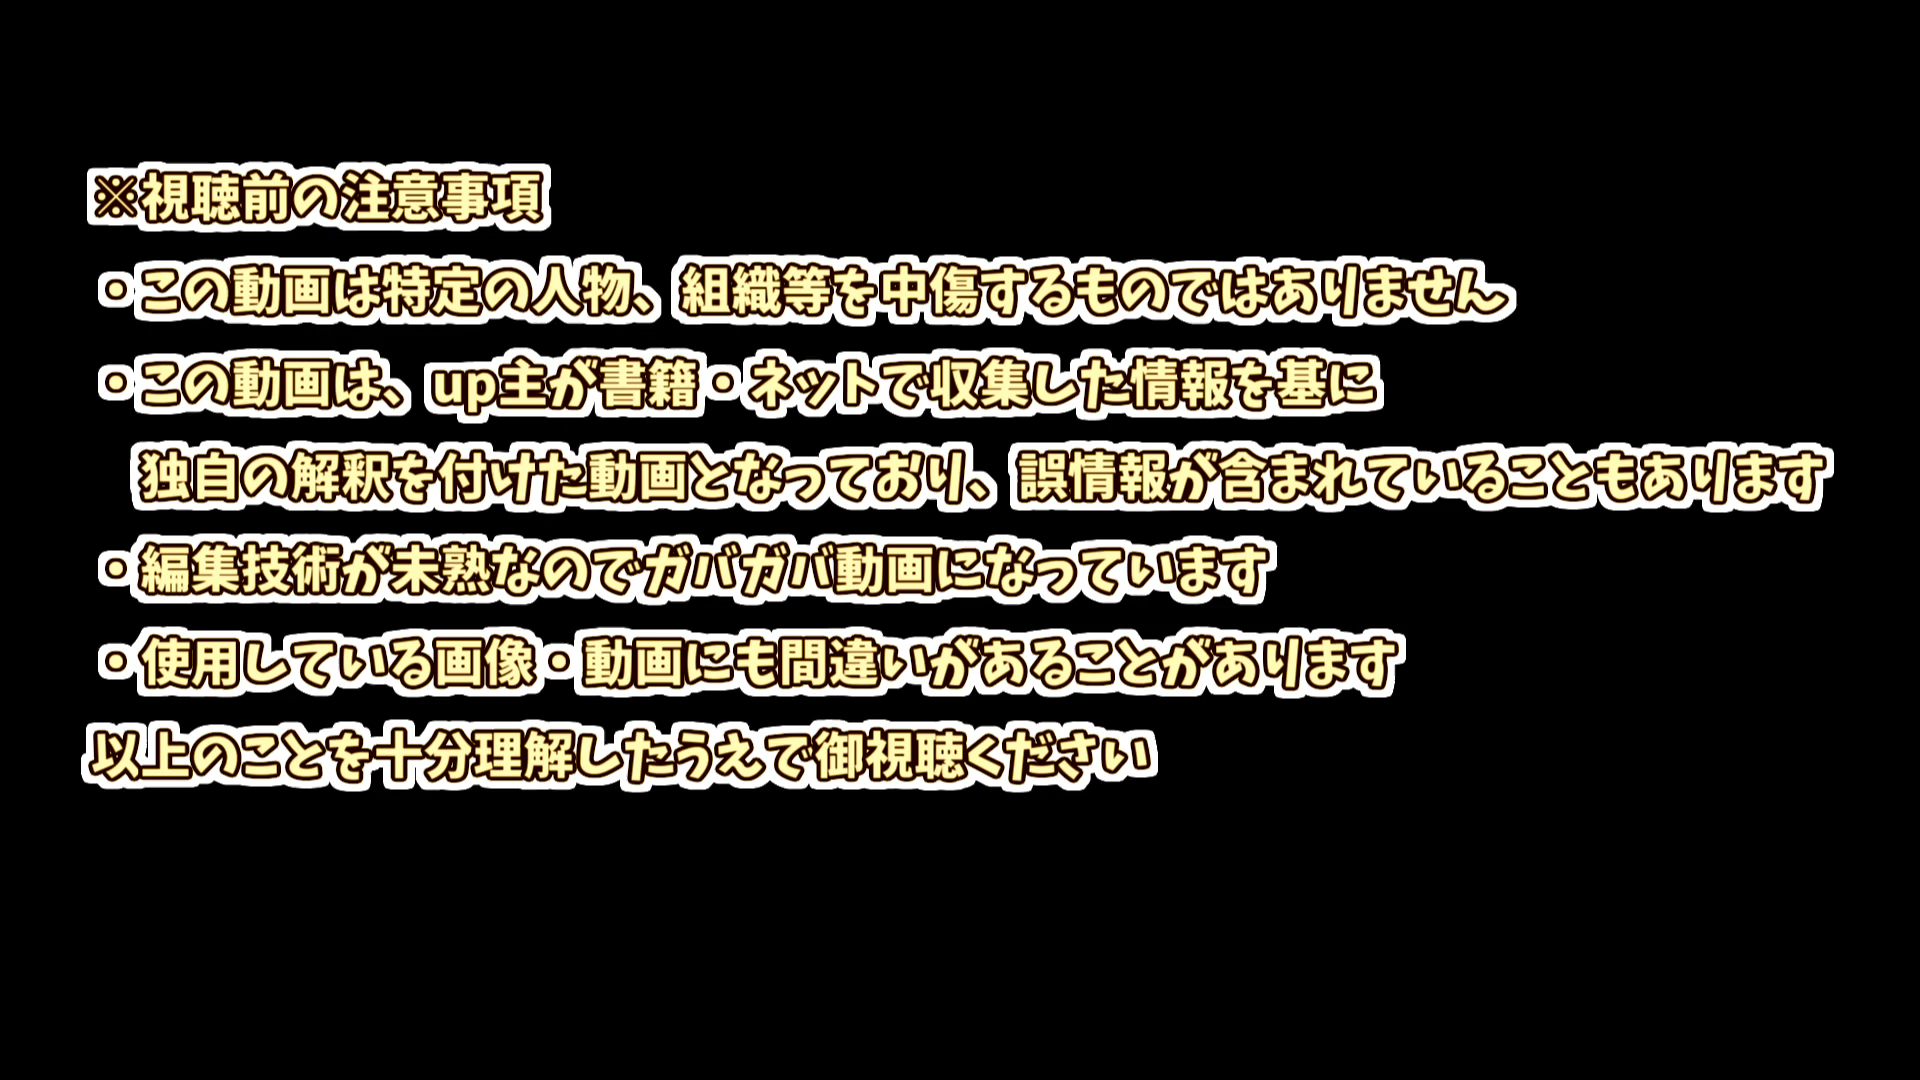 ※視聴前の注意事項
・この動画は特定の人物、組織等を中傷するものではありません
・この動画は、up主が書籍・ネットで収集した情報を基に
独自の解釈を付けた動画となっており、誤情報が含まれていることもあります
・編集技術が未熟なのでガバガバ動画になっています
・使用している画像・動画にも間違いがあることがあります
以上のことを十分理解したうえで御視聴ください